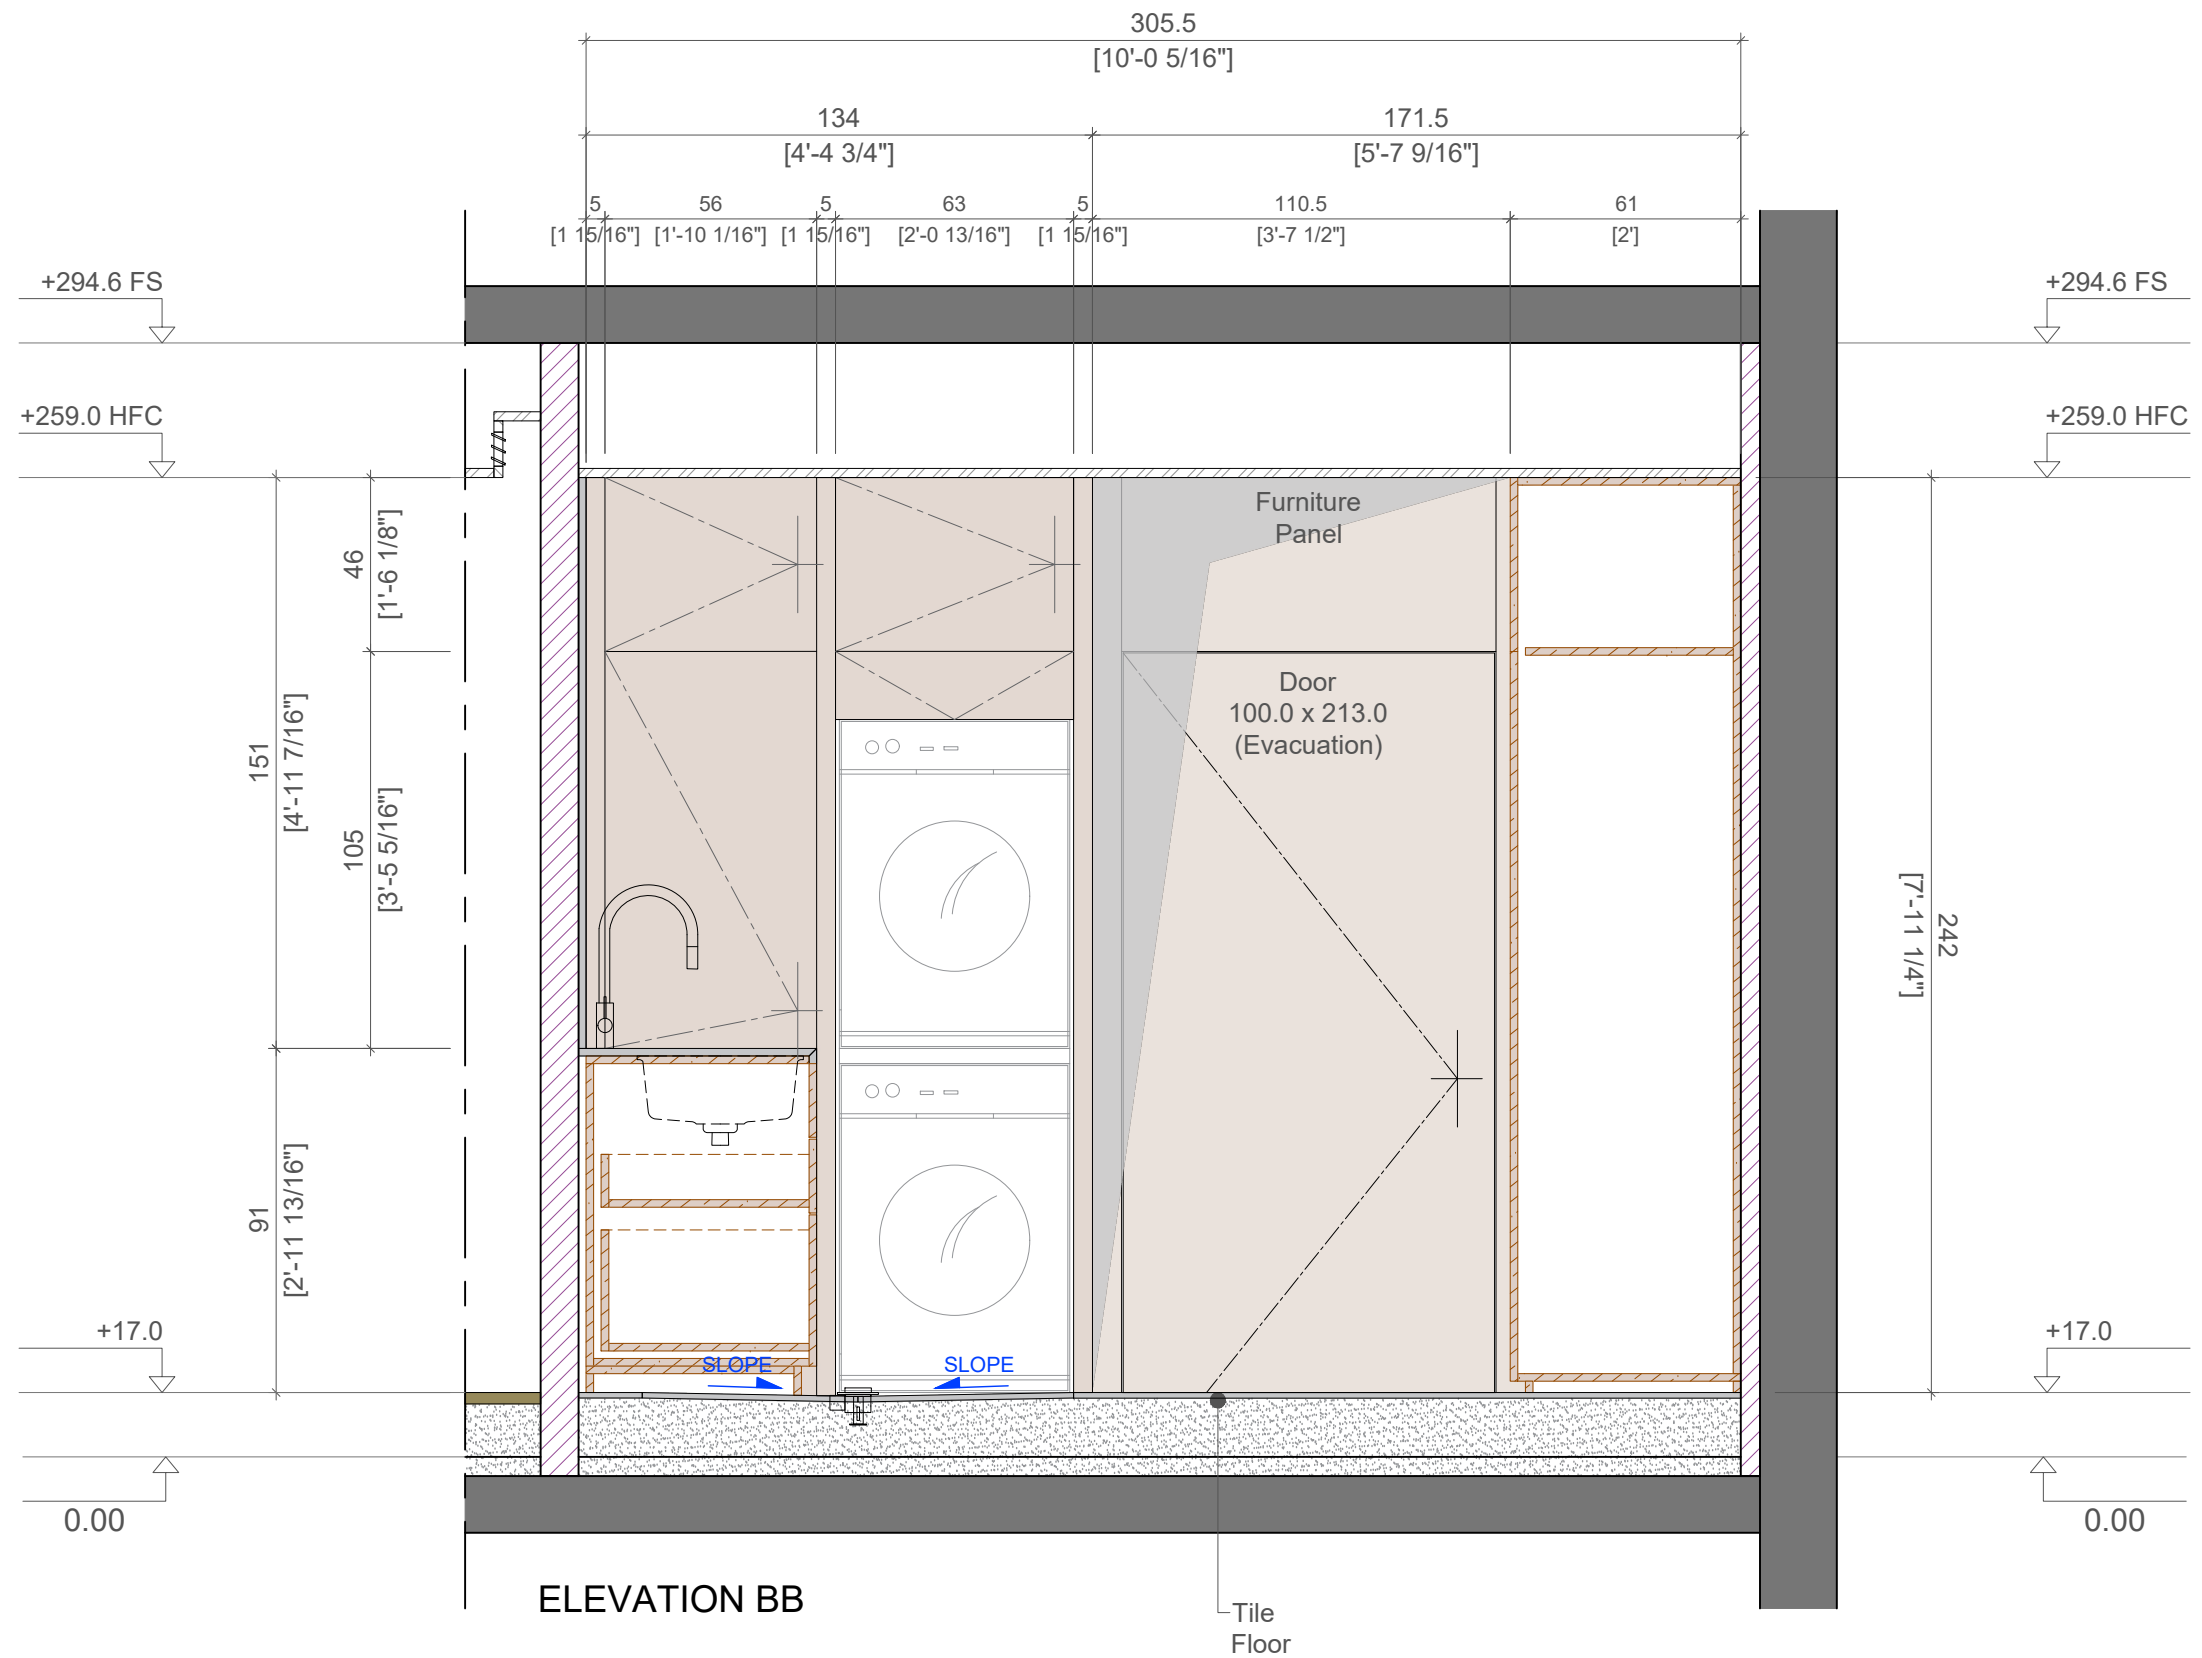 305.5
[10'-0 5/16"]
134
171.5
[4'-4 3/4"]
[5'-7 9/16"]
5
56
5
63
5
110.5
61
[1 15/16"]
[1'-10 1/16"]
[1 15/16"]
[2'-0 13/16"]
[1 15/16"]
[3'-7 1/2"]
[2']
+294.6 FS
+294.6 FS
+259.0 HFC
+259.0 HFC
46
[1'-6 1/8"]
151
[4'-11 7/16"]
105
[3'-5 5/16"]
91
[2'-11 13/16"]
Furniture
Panel
Door
100.0 x 213.0
(Evacuation)
242
[7'-11 1/4"]
+17.0
+17.0
SLOPE
SLOPE
0.00
0.00
ELEVATION BB
Tile
Floor